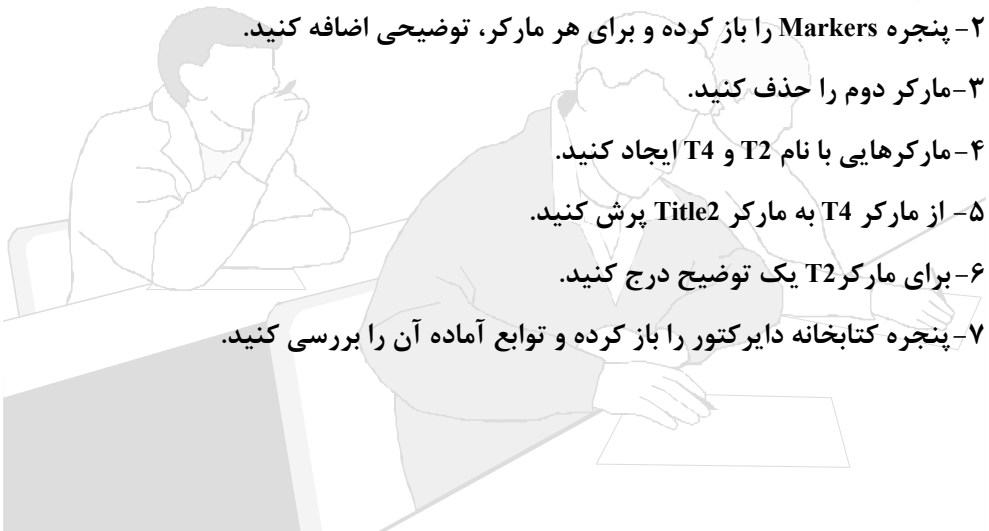 ۲- پنجره Markers را باز کرده و برای هر مارکر، توضیحی اضافه کنید.
۳-مارکر دوم را حذف کنید.
۴-مارکرهایی با نام T2 و T4 ایجاد کنید.
۵- از مارکر T4 به مارکر Title2 پرش کنید.
۶-برای مارکرT2 یک توضیح درج کنید.
۷-پنجره کتابخانه دایرکتور را باز کرده و توابع آماده آن را بررسی کنید.